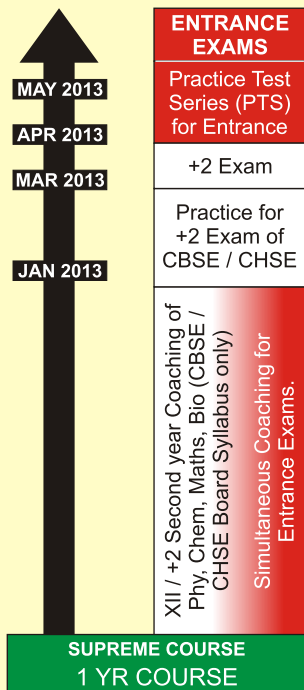 ENTRANCE
EXAMS
MAY 2013
Practice Test
Series (PTS)
for Entrance
APR 2013
+2 Exam
MAR 2013
Practice for
+2 Exam of
CBSE / CHSE
JAN 2013
XII / +2 Second year Coaching of
Phy, Chem, Maths, Bio (CBSE /
CHSE Board Syllabus only)
Simultaneous Coaching for
Entrance Exams.
SUPREME COURSE
1 YR COURSE